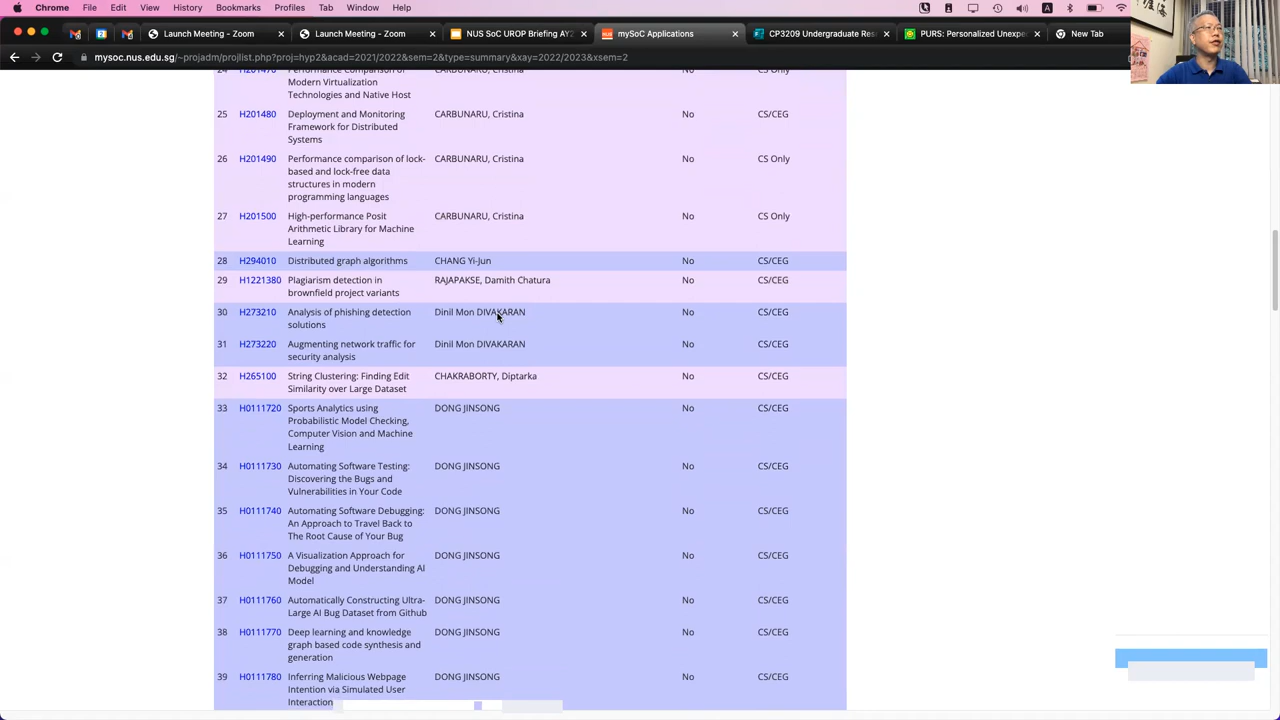 Chrome File Edit View History Bookmarks Profiles Tab Window Help
Launch Meeting - Zoom
Launch Meeting - Zoom
NUS SoC UROP Briefing AY2
mySoC Applications
CP3209 Undergraduate Res
PURS: Personalized Unexpec
New Tab
mysoc.nus.edu.sg/~projadm/projlist.php?proj=hyp2&acad=2021/2022&sem=2&type=summary&xay=2022/2023&xsem=2
24 H201470 Performance Comparison of CARBUNARU, Cristina No CS Only
Modern Virtualization
Technologies and Native Host
25 H201480 Deployment and Monitoring CARBUNARU, Cristina No CS/CEG
Framework for Distributed
Systems
26 H201490 Performance comparison of lock- CARBUNARU, Cristina No CS Only
based and lock-free data
structures in modern
programming languages
27 H201500 High-performance Posit CARBUNARU, Cristina No CS Only
Arithmetic Library for Machine
Learning
28 H294010 Distributed graph algorithms CHANG Yi-Jun No CS/CEG
29 H1221380 Plagiarism detection in RAJAPAKSE, Damith Chatura No CS/CEG
brownfield project variants
30 H273210 Analysis of phishing detection Dinil Mon DIVAKARAN No CS/CEG
solutions
31 H273220 Augmenting network traffic for Dinil Mon DIVAKARAN No CS/CEG
security analysis
32 H265100 String Clustering: Finding Edit CHAKRABORTY, Diptarka No CS/CEG
Similarity over Large Dataset
33 H0111720 Sports Analytics using DONG JINSONG No CS/CEG
Probabilistic Model Checking,
Computer Vision and Machine
Learning
34 H0111730 Automating Software Testing: DONG JINSONG No CS/CEG
Discovering the Bugs and
Vulnerabilities in Your Code
35 H0111740 Automating Software Debugging: DONG JINSONG No CS/CEG
An Approach to Travel Back to
The Root Cause of Your Bug
36 H0111750 A Visualization Approach for DONG JINSONG No CS/CEG
Debugging and Understanding AI
Model
37 H0111760 Automatically Constructing Ultra- DONG JINSONG No CS/CEG
Large AI Bug Dataset from Github
38 H0111770 Deep learning and knowledge DONG JINSONG No CS/CEG
graph based code synthesis and
generation
39 H0111780 Inferring Malicious Webpage DONG JINSONG No CS/CEG
Intention via Simulated User
Interaction